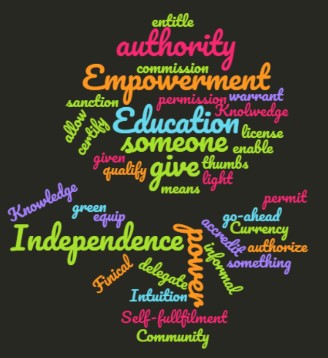 entitle
authority
commission
Empowerment
sanction
permission
warrant
Knolwedge
allow
certify
Education
license
someone
enable
given
qualify
give
thumbs
light
means
Knowledge
green
equip
permit
go-ahead
accredit
Currency
Independence
power
informal
authorize
something
Finical
delegate
Intuition
Self-fullfilment
Community